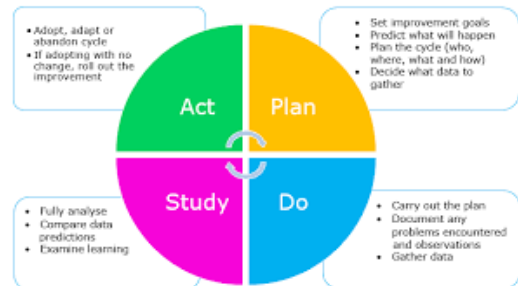 • Adopt, adapt or
abandon cycle
• If adopting with no
change, roll out the
improvement
• Set improvement goals
• Predict what will happen
• Plan the cycle (who,
where, what and how)
• Decide what data to
gather
Act
Plan
Study
Do
• Fully analyse
• Compare data
predictions
• Examine learning
• Carry out the plan
• Document any
problems encountered
and observations
• Gather data